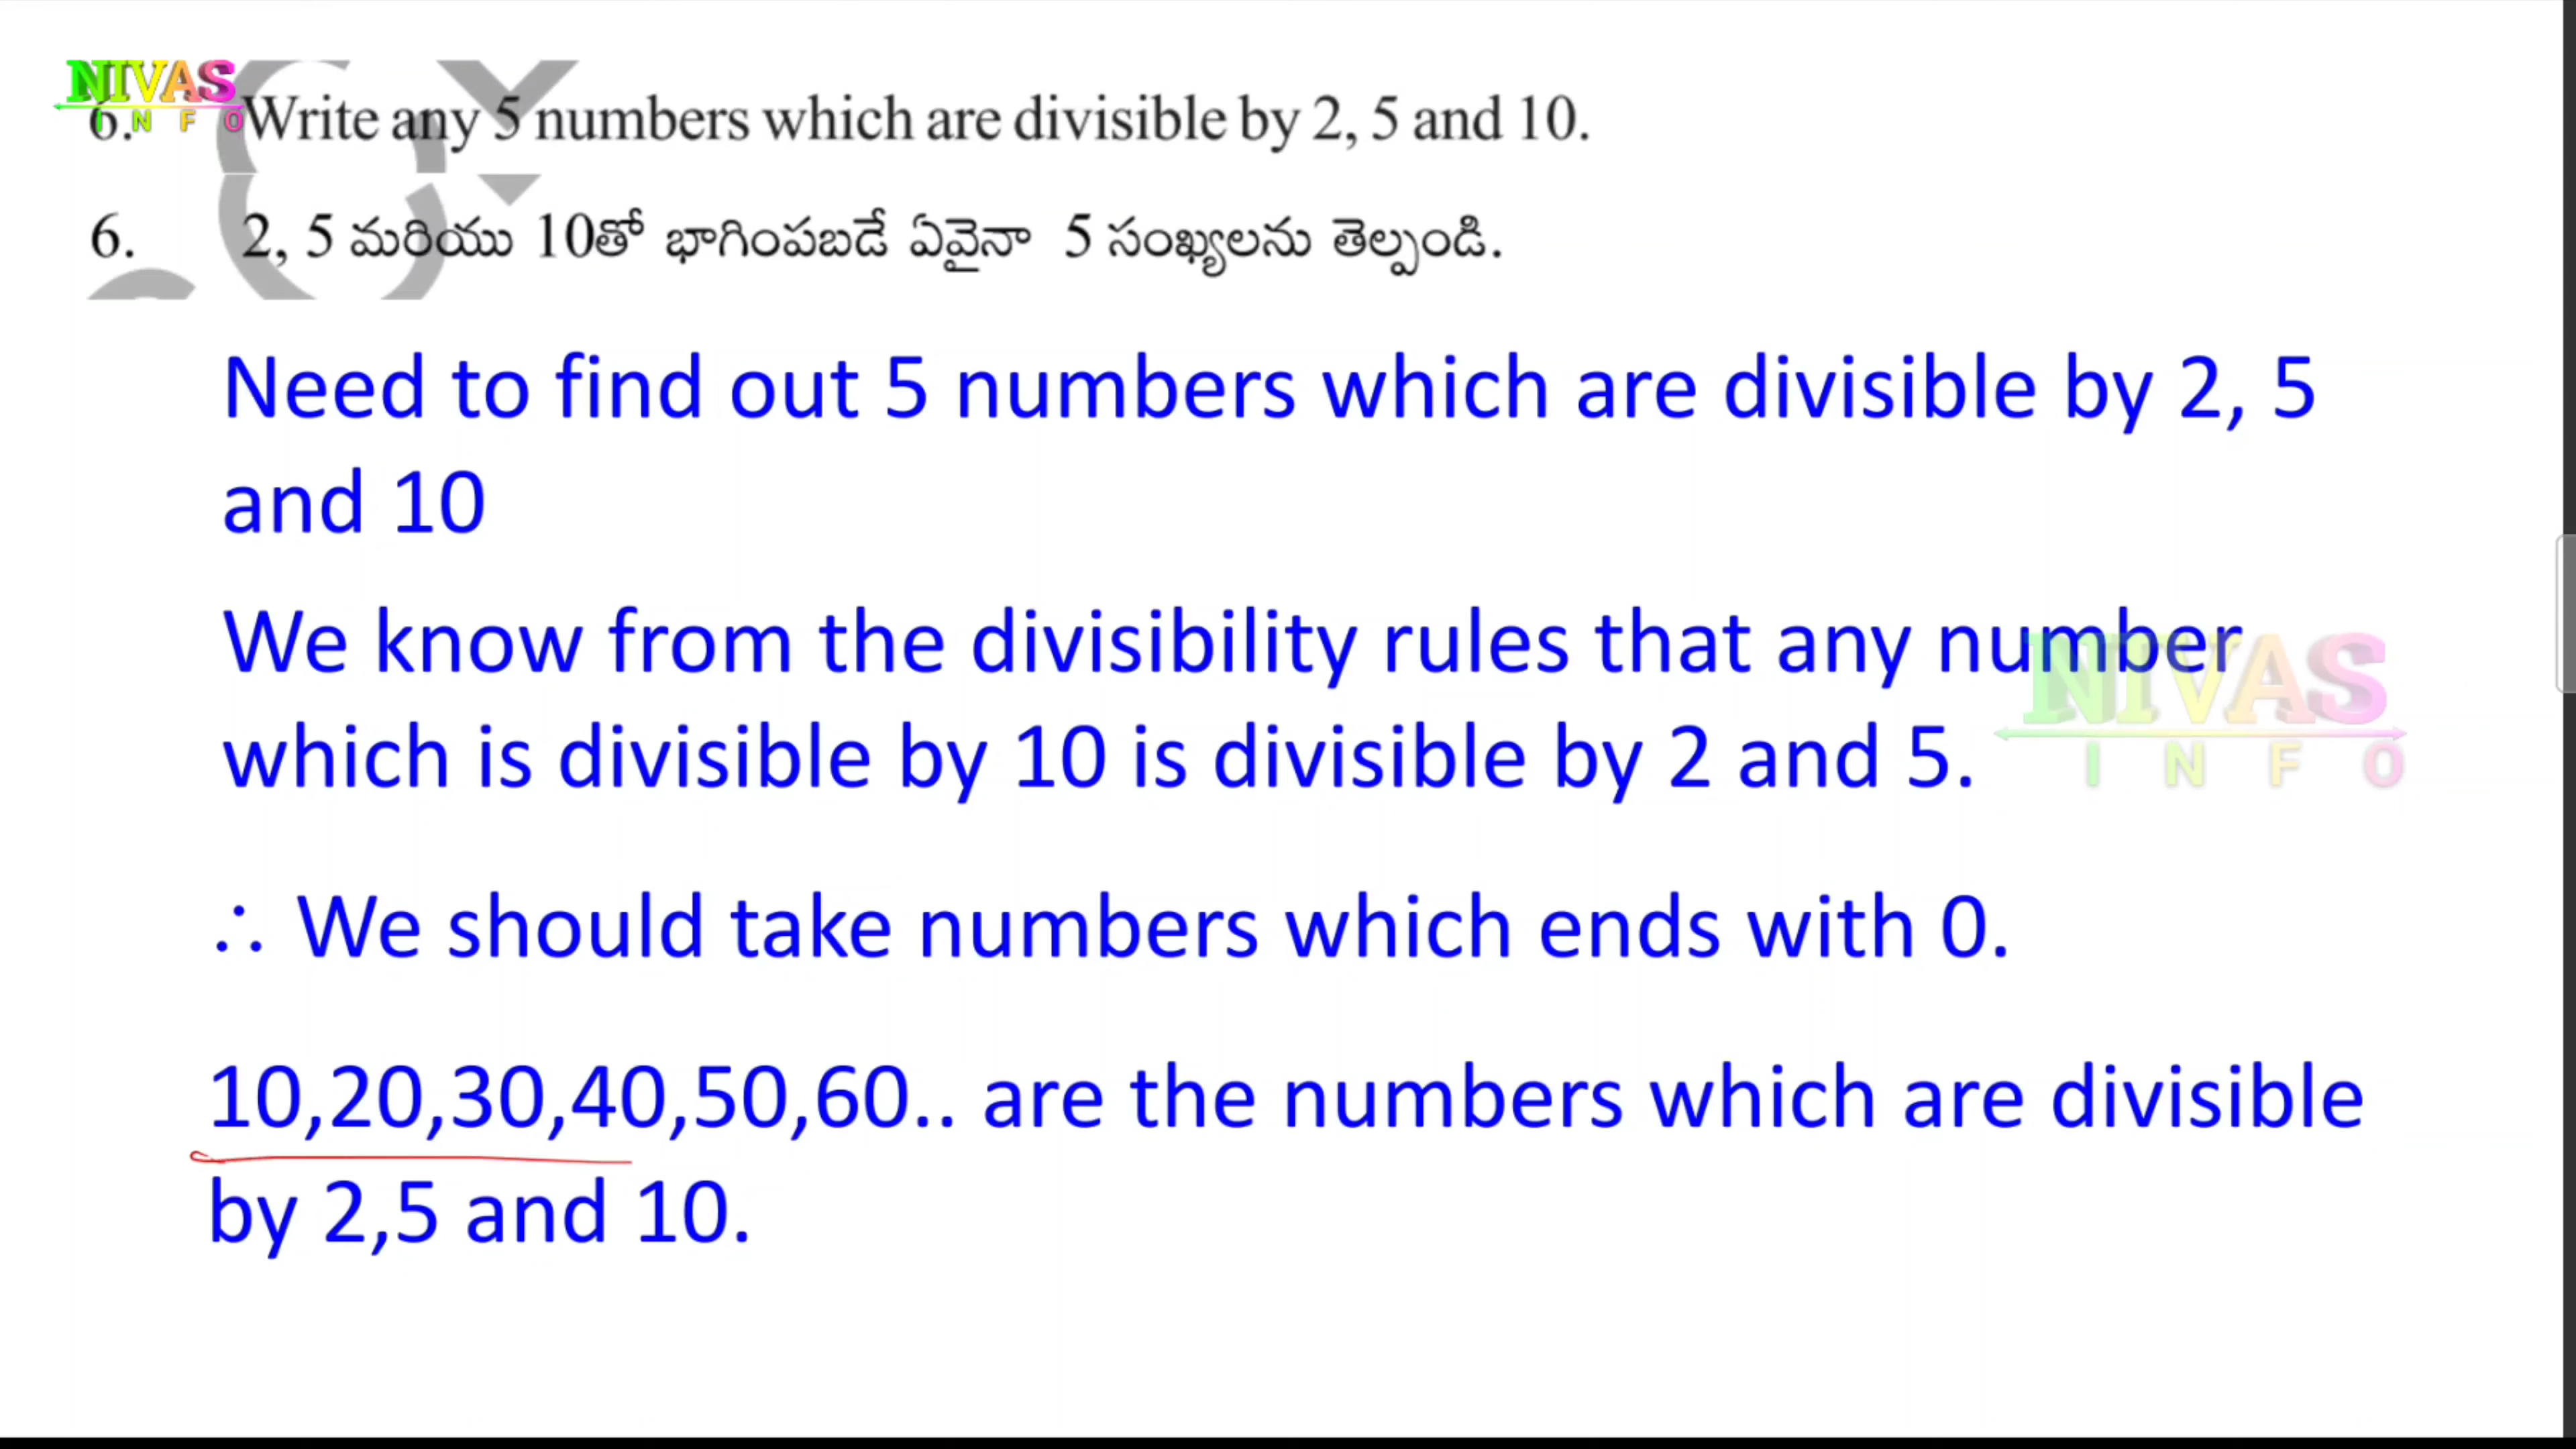 NIVAS
INFO
6. Write any 5 numbers which are divisible by 2, 5 and 10.
6. 2, 5 మరియు 10తో భాగింపబడే ఏవైనా 5 సంఖ్యలను తెల్పండి.
Need to find out 5 numbers which are divisible by 2, 5
and 10
We know from the divisibility rules that any number
which is divisible by 10 is divisible by 2 and 5.
NIVAS
INFO
∴ We should take numbers which ends with 0.
10,20,30,40,50,60.. are the numbers which are divisible
by 2,5 and 10.